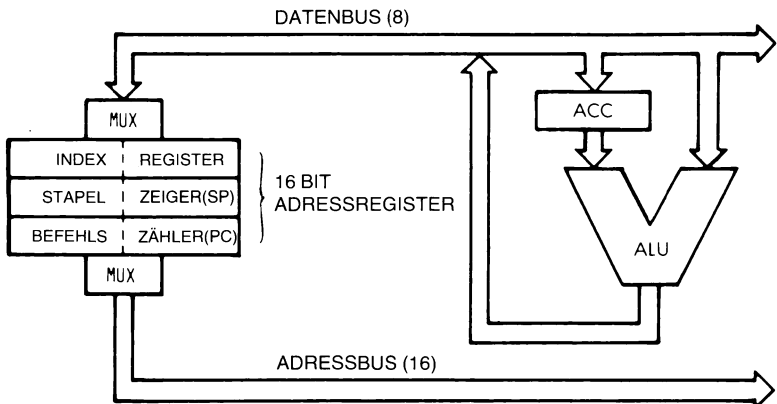 DATENBUS (8)
MUX
ACC
INDEX REGISTER
STAPEL ZEIGER(SP)
BEFEHLS ZÄHLER(PC)
16 BIT
ADRESSREGISTER
ALU
MUX
ADRESSBUS (16)